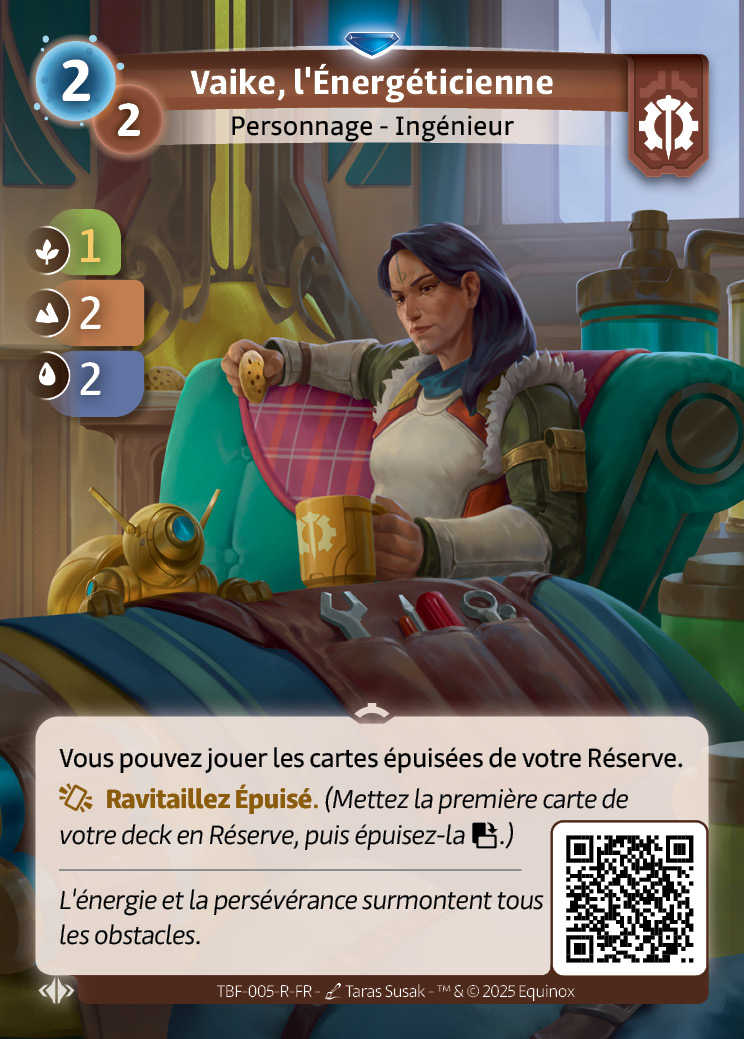 2
Vaike, l'Énergéticienne
2
Personnage - Ingénieur
1
2
2
Vous pouvez jouer les cartes épuisées de votre Réserve.
Ravitaillez Épuisé. (Mettez la première carte de
votre deck en Réserve, puis épuisez-la .)
L'énergie et la persévérance surmontent tous
les obstacles.
TBF-005-R-FR - Taras Susak - ™ & © 2025 Equinox